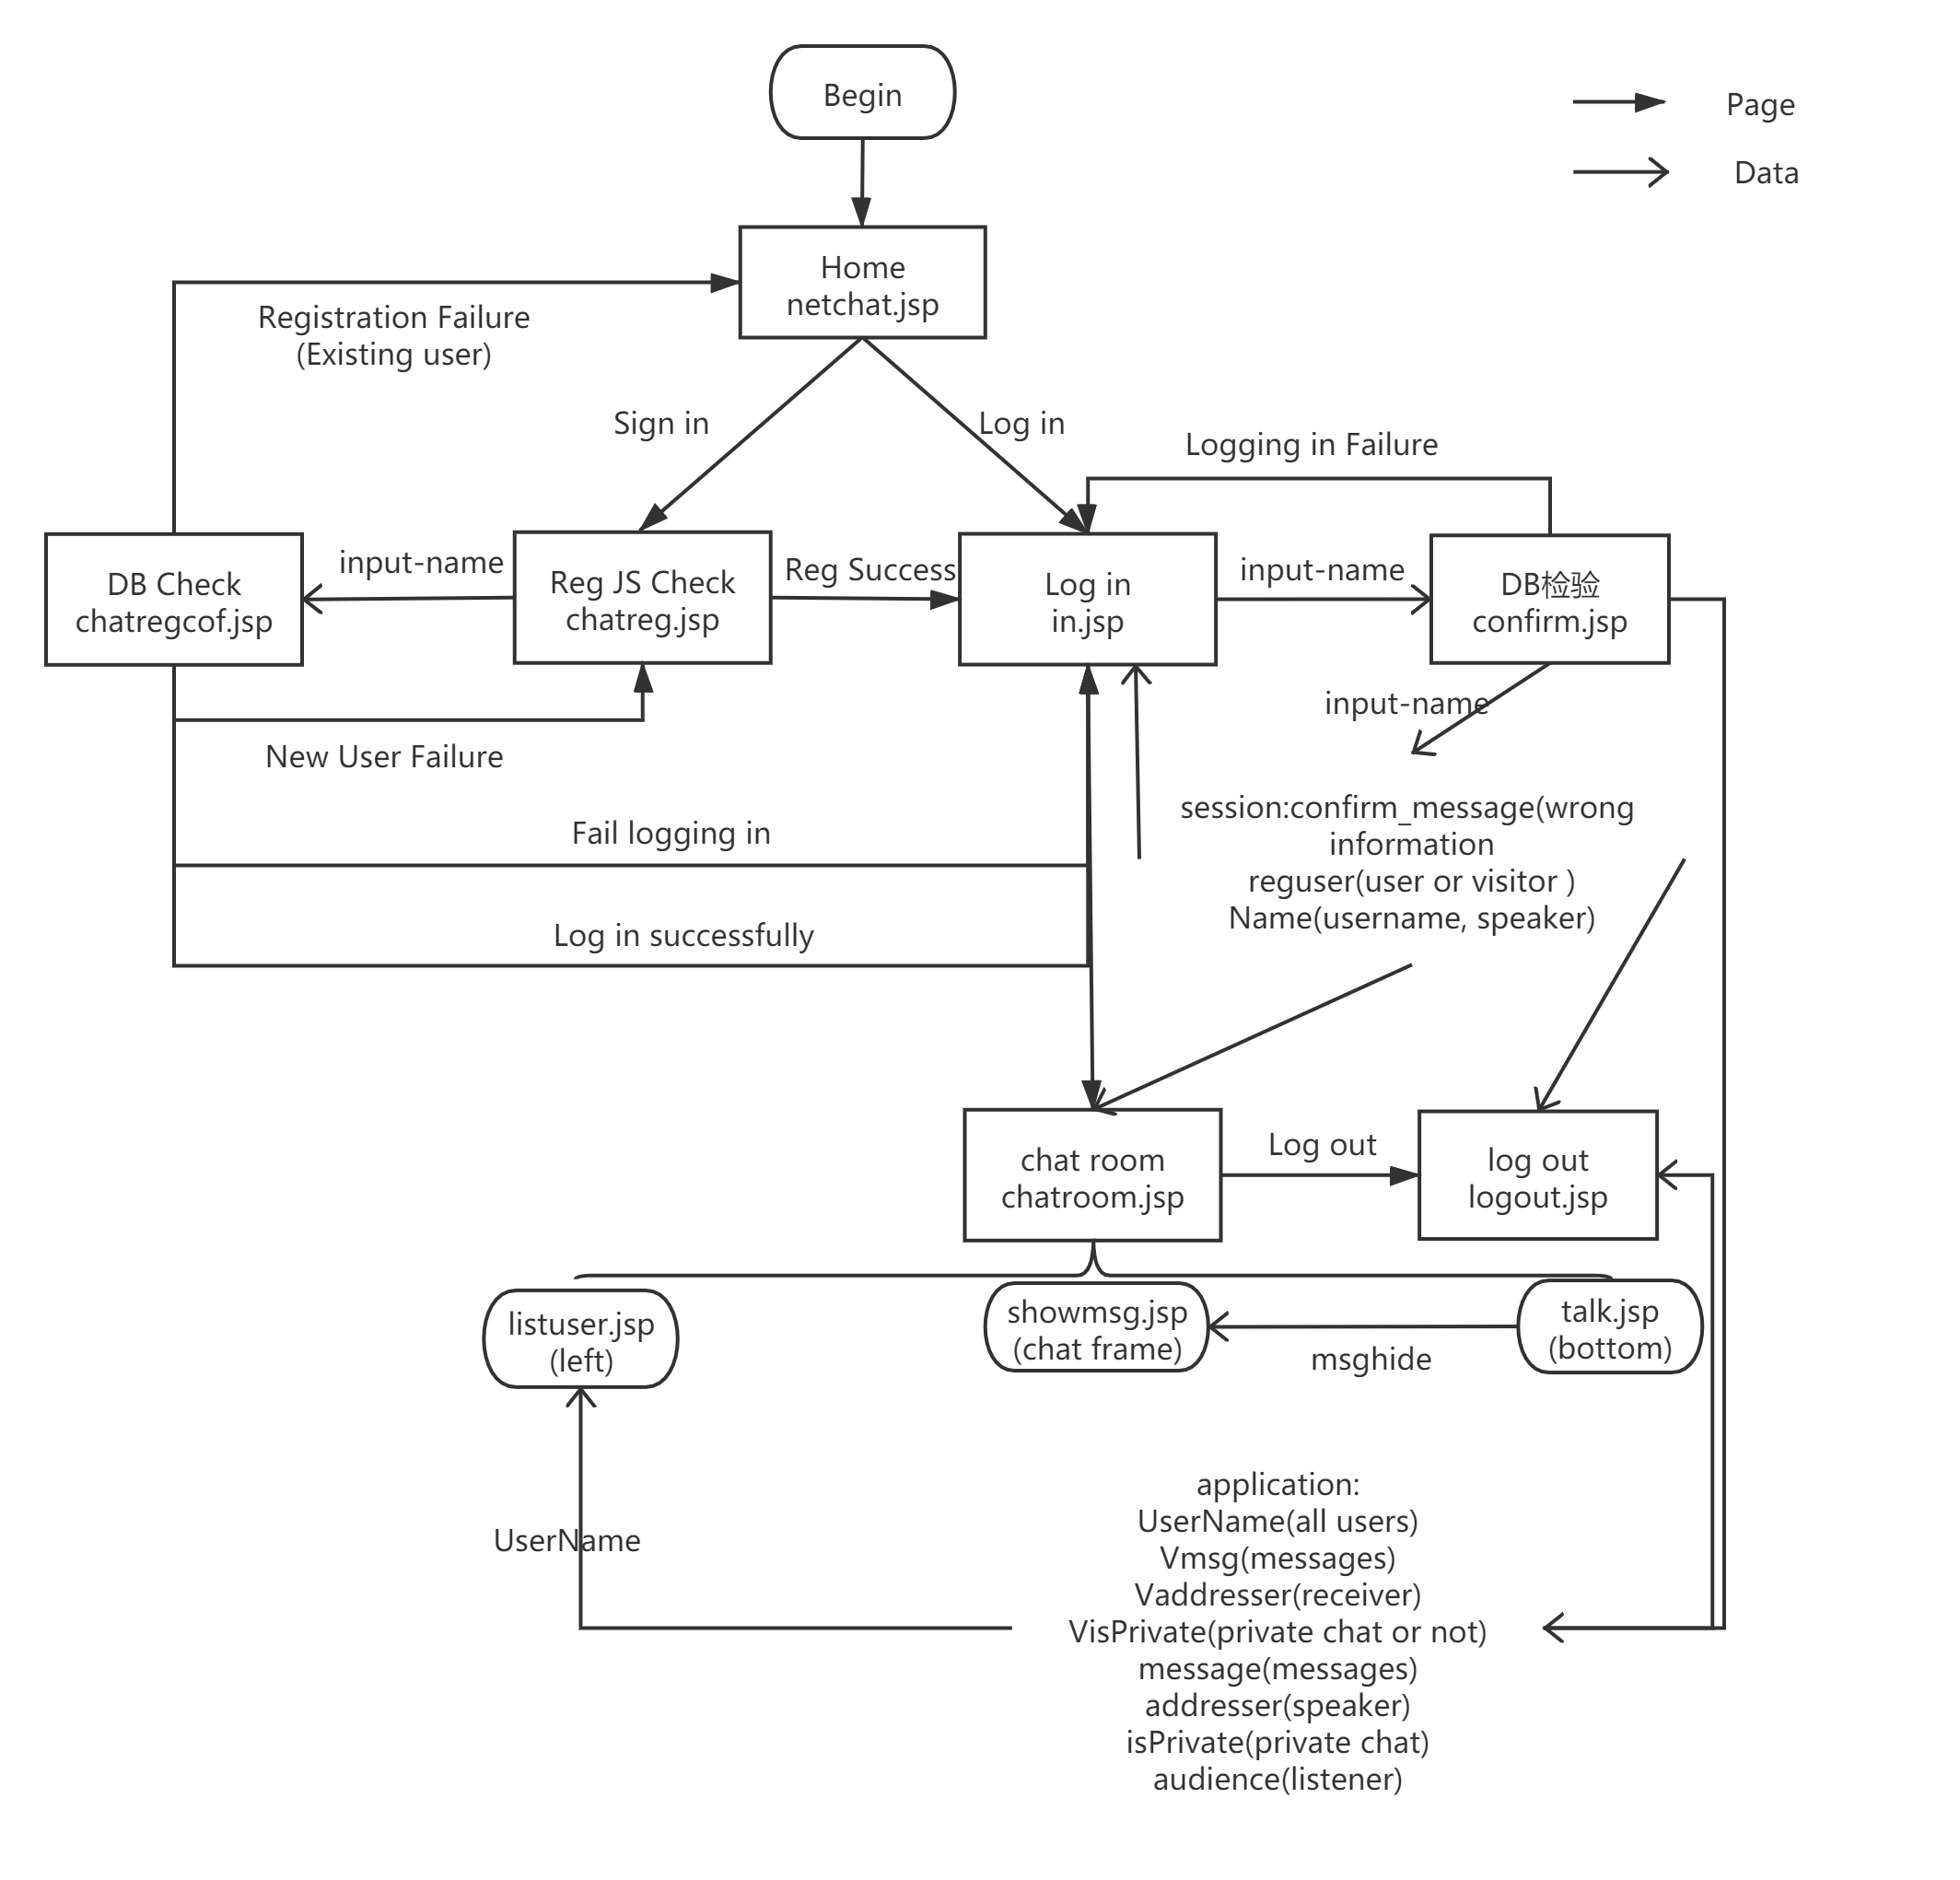 Begin
Page
Data
Home
netchat.jsp
Registration Failure
(Existing user)
Sign in
Log in
Logging in Failure
DB Check
chatregcof.jsp
input-name
Reg JS Check
chatreg.jsp
Reg Success
Log in
in.jsp
input-name
DB检验
confirm.jsp
input-name
New User Failure
Fail logging in
session:confirm_message(wrong
information
reguser(user or visitor )
Name(username, speaker)
Log in successfully
chat room
chatroom.jsp
Log out
log out
logout.jsp
listuser.jsp
(left)
showmsg.jsp
(chat frame)
msghide
talk.jsp
(bottom)
UserName
application:
UserName(all users)
Vmsg(messages)
Vaddresser(receiver)
VisPrivate(private chat or not)
message(messages)
addresser(speaker)
isPrivate(private chat)
audience(listener)